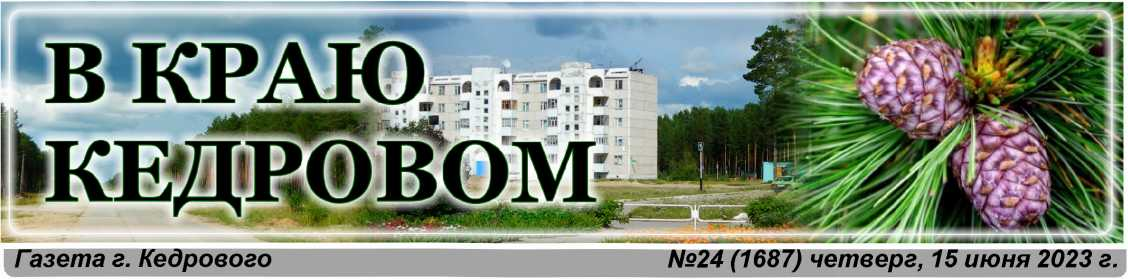 В КРАЮ
КЕДРОВОМ
Газета г. Кедрового №24 (1687) четверг, 15 июня 2023 г.